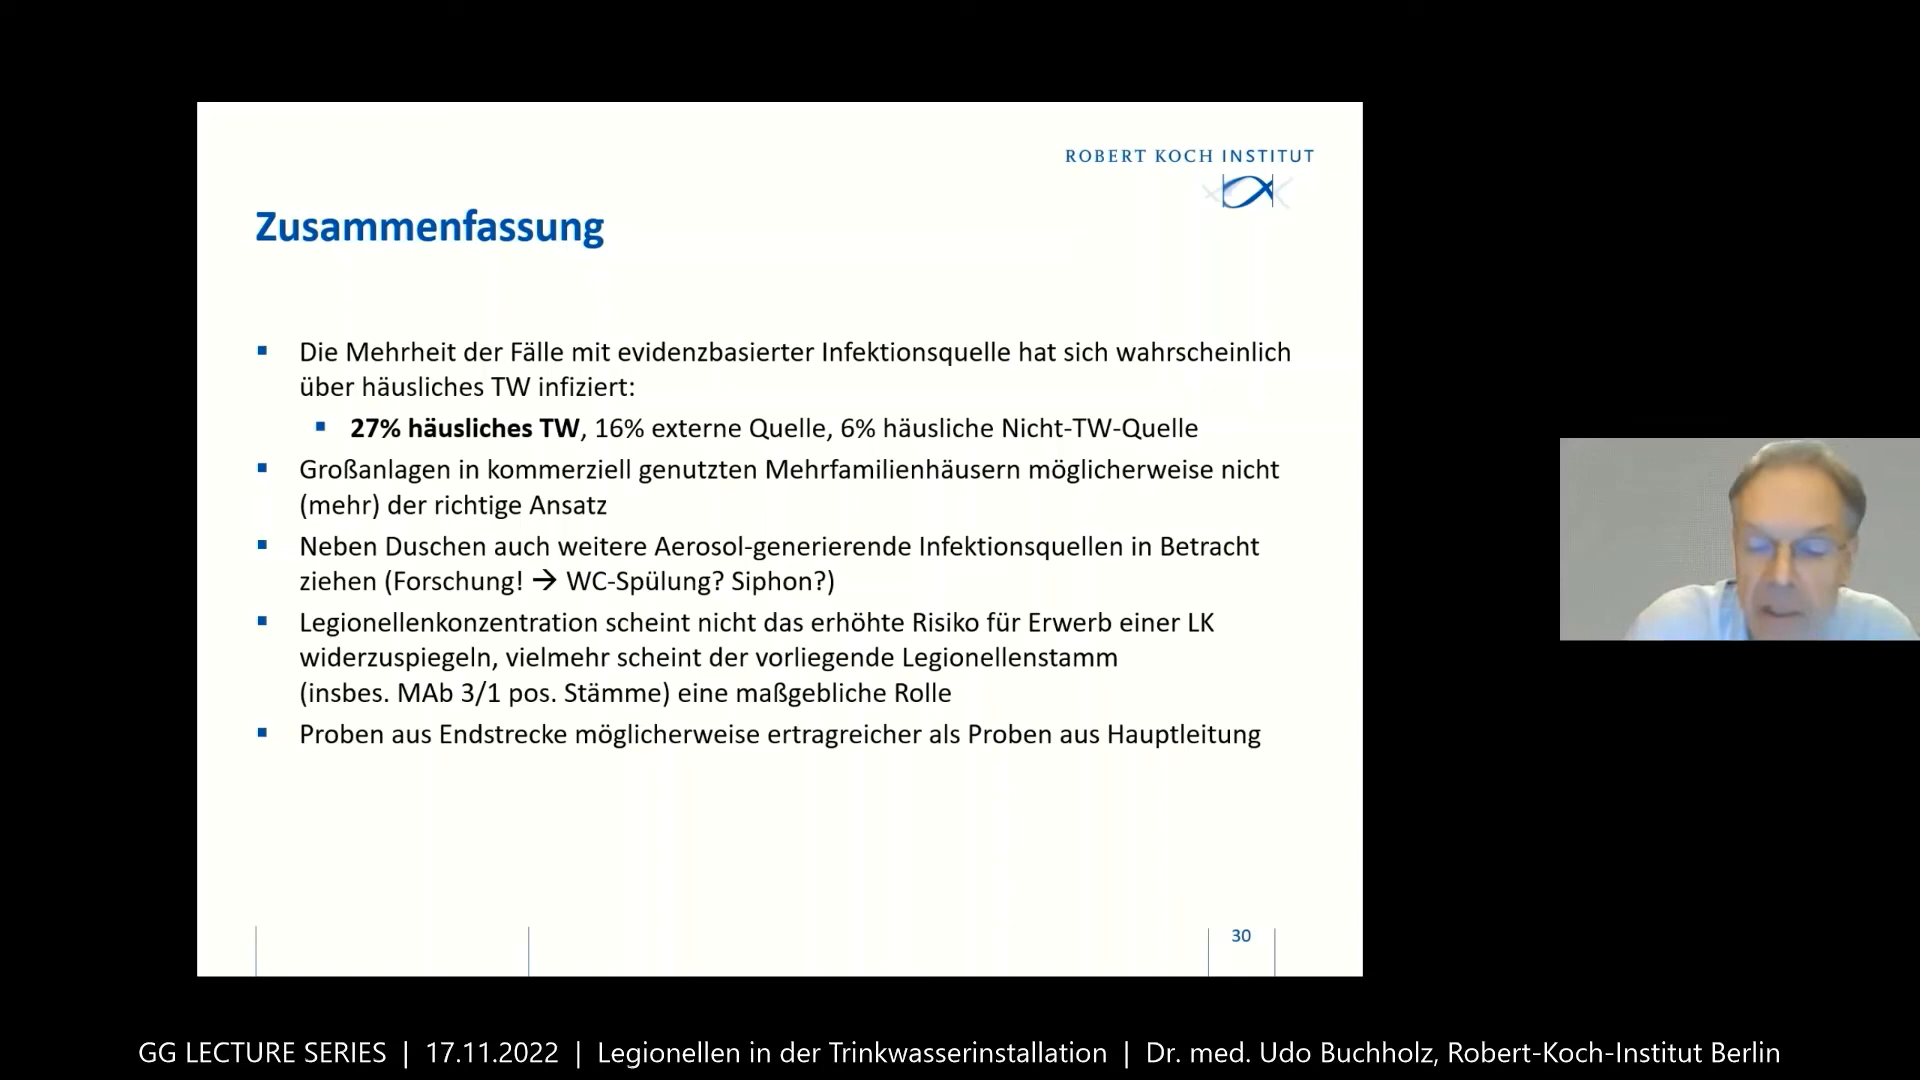 ROBERT KOCH INSTITUT
Zusammenfassung
▪ Die Mehrheit der Fälle mit evidenzbasierter Infektionsquelle hat sich wahrscheinlich
über häusliches TW infiziert:
▪ 27% häusliches TW, 16% externe Quelle, 6% häusliche Nicht-TW-Quelle
▪ Großanlagen in kommerziell genutzten Mehrfamilienhäusern möglicherweise nicht
(mehr) der richtige Ansatz
▪ Neben Duschen auch weitere Aerosol-generierende Infektionsquellen in Betracht
ziehen (Forschung! → WC-Spülung? Siphon?)
▪ Legionellenkonzentration scheint nicht das erhöhte Risiko für Erwerb einer LK
widerzuspiegeln, vielmehr scheint der vorliegende Legionellenstamm
(insbes. MAb 3/1 pos. Stämme) eine maßgebliche Rolle
▪ Proben aus Endstrecke möglicherweise ertragreicher als Proben aus Hauptleitung
30
GG LECTURE SERIES | 17.11.2022 | Legionellen in der Trinkwasserinstallation | Dr. med. Udo Buchholz, Robert-Koch-Institut Berlin